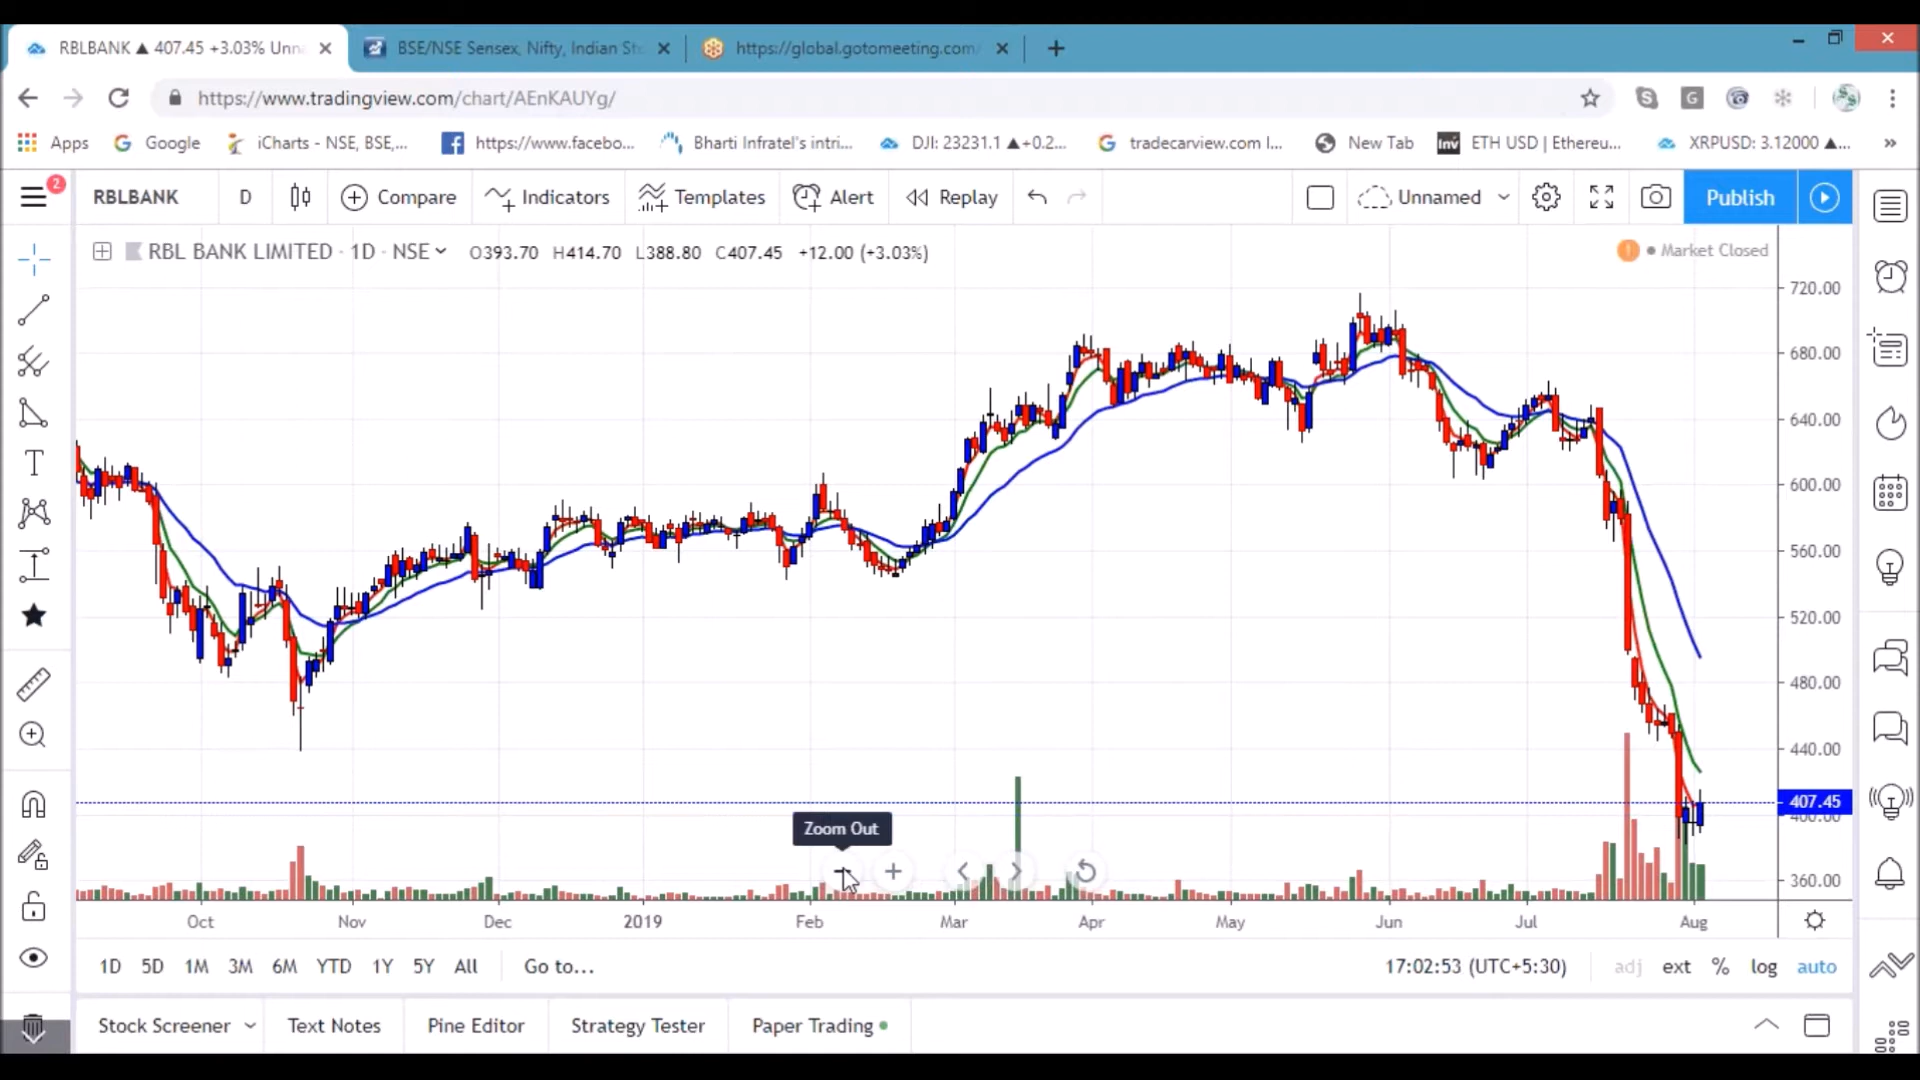 RBLBANK ▲ 407.45 +3.03% Unn
BSE/NSE Sensex, Nifty, Indian St
https://global.gotomeeting.com/
https://www.tradingview.com/chart/AEnKAUYg/
Apps
Google
iCharts - NSE, BSE,...
https://www.facebo...
Bharti Infratel's intri...
DJI: 23231.1 ▲+0.2...
tradecarview.com I...
New Tab
Inv
ETH USD | Ethereu...
XRPUSD: 3.12000 ▲...
»
2
RBLBANK
D
Compare
Indicators
Templates
Alert
Replay
Unnamed
Publish
RBL BANK LIMITED · 1D · NSE
O393.70 H414.70 L388.80 C407.45 +12.00 (+3.03%)
Market Closed
720.00
680.00
640.00
600.00
560.00
520.00
480.00
440.00
407.45
400.00
360.00
Zoom Out
Oct
Nov
Dec
2019
Feb
Mar
Apr
May
Jun
Jul
Aug
1D 5D 1M 3M 6M YTD 1Y 5Y All
Go to...
17:02:53 (UTC+5:30)
adj ext % log auto
Stock Screener
Text Notes
Pine Editor
Strategy Tester
Paper Trading